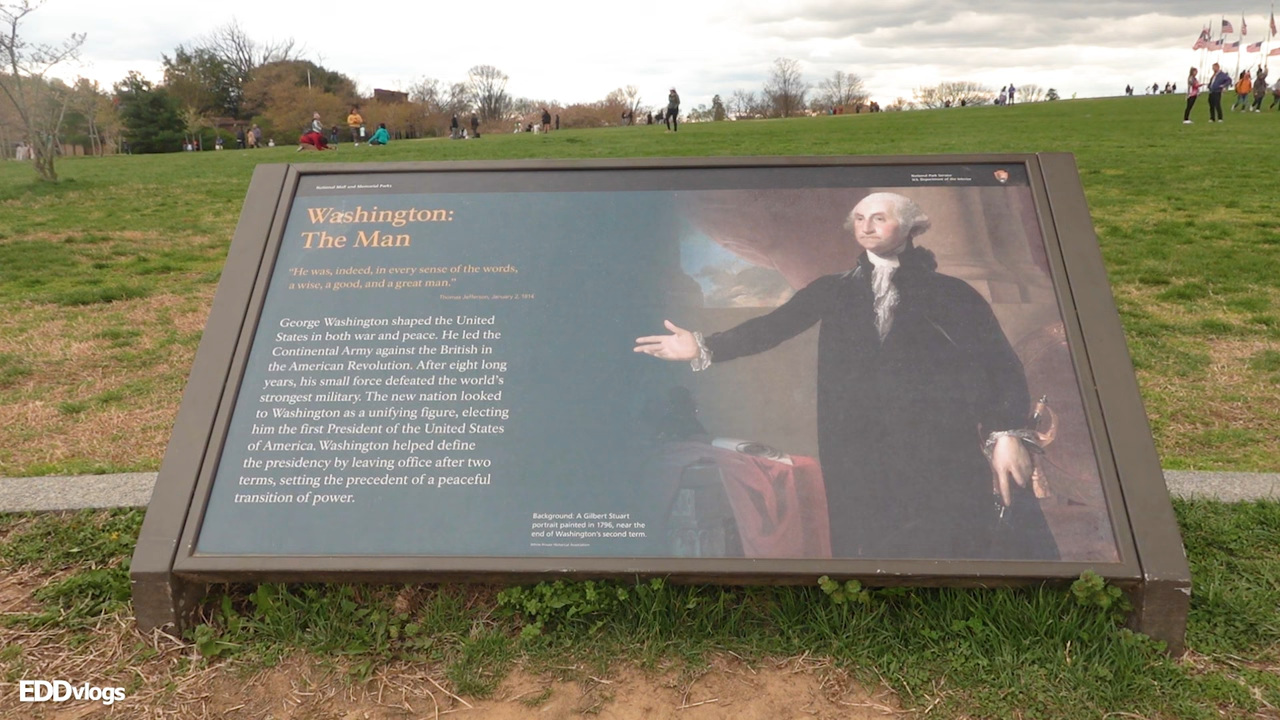 National Mall and Memorial Parks
National Park Service
U.S. Department of the Interior
Washington:
The Man
“He was, indeed, in every sense of the words,
a wise, a good, and a great man.”
Thomas Jefferson, January 2, 1814
George Washington shaped the United
States in both war and peace. He led the
Continental Army against the British in
the American Revolution. After eight long
years, his small force defeated the world’s
strongest military. The new nation looked
to Washington as a unifying figure, electing
him the first President of the United States
of America. Washington helped define
the presidency by leaving office after two
terms, setting the precedent of a peaceful
transition of power.
Background: A Gilbert Stuart
portrait painted in 1796, near the
end of Washington’s second term.
White House Historical Association
EDDvlogs